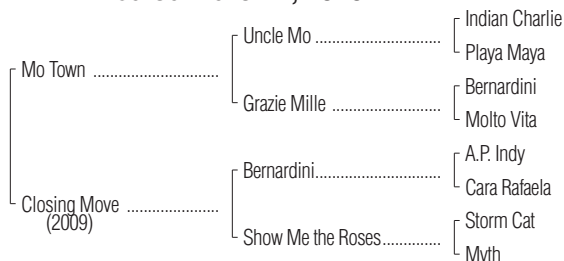 Indian Charlie
Uncle Mo
Playa Maya
Mo Town
Bernardini
Grazie Mille
Molto Vita
A.P. Indy
Bernardini
Cara Rafaela
Closing Move
(2009)
Storm Cat
Show Me the Roses
Myth